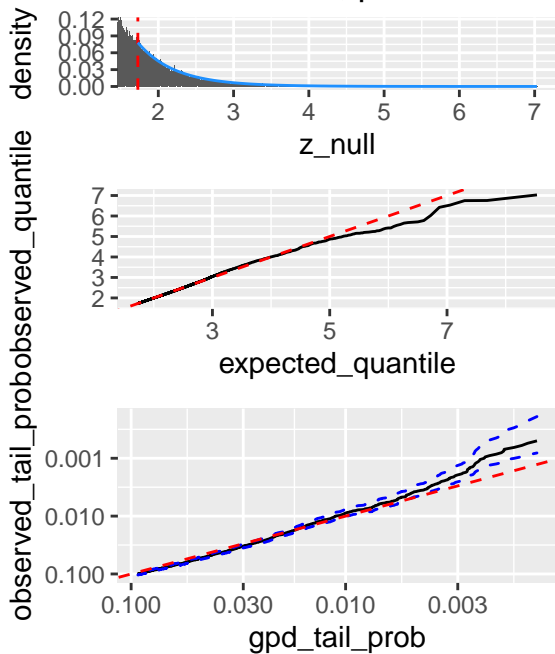 density
0.12
0.09
0.06
0.03
0.00
2 3 4 5 6 7
z_null
observed_quantile
7
6
5
4
3
2
3 5 7
expected_quantile
observed_tail_prob
0.001
0.010
0.100
0.100 0.030 0.010 0.003
gpd_tail_prob